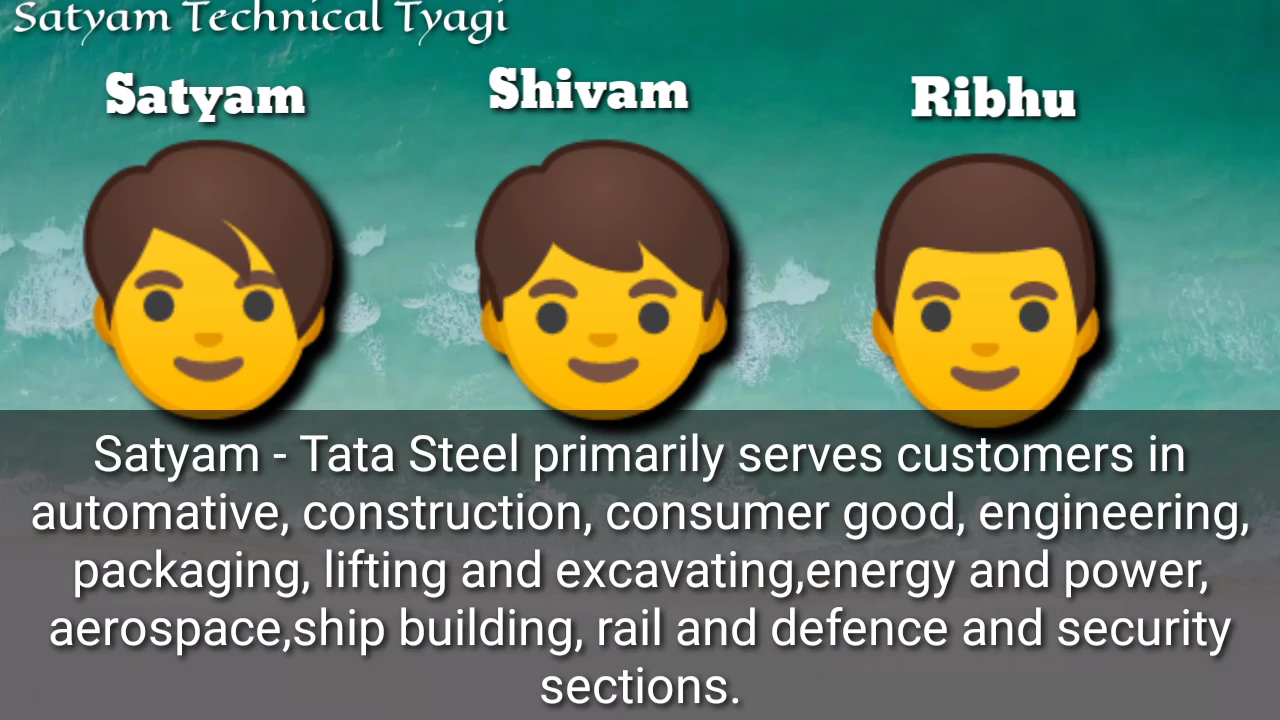 Satyam Technical Tyagi
Satyam Shivam Ribhu
Satyam - Tata Steel primarily serves customers in
automative, construction, consumer good, engineering,
packaging, lifting and excavating,energy and power,
aerospace,ship building, rail and defence and security
sections.